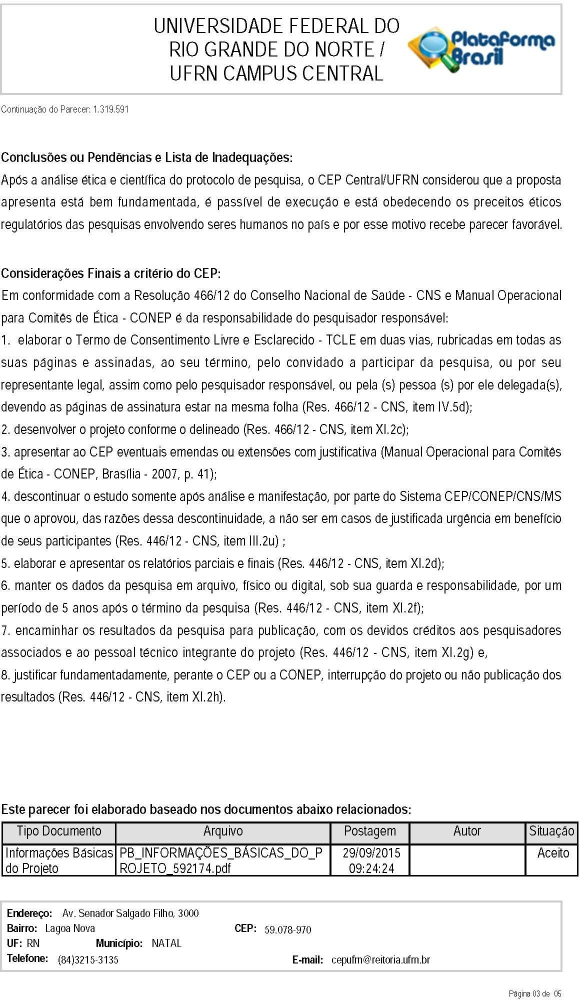 UNIVERSIDADE FEDERAL DO
RIO GRANDE DO NORTE /
UFRN CAMPUS CENTRAL
Plataforma
Brasil
Continuação do Parecer: 1.319.591
Conclusões ou Pendências e Lista de Inadequações:
Após a análise ética e científica do protocolo de pesquisa, o CEP Central/UFRN considerou que a proposta
apresenta está bem fundamentada, é passível de execução e está obedecendo os preceitos éticos
regulatórios das pesquisas envolvendo seres humanos no país e por esse motivo recebe parecer favorável.
Considerações Finais a critério do CEP:
Em conformidade com a Resolução 466/12 do Conselho Nacional de Saúde - CNS e Manual Operacional
para Comitês de Ética - CONEP é da responsabilidade do pesquisador responsável:
1.  elaborar o Termo de Consentimento Livre e Esclarecido - TCLE em duas vias, rubricadas em todas as
suas páginas e assinadas, ao seu término, pelo convidado a participar da pesquisa, ou por seu
representante legal, assim como pelo pesquisador responsável, ou pela (s) pessoa (s) por ele delegada(s),
devendo as páginas de assinatura estar na mesma folha (Res. 466/12 - CNS, item IV.5d);
2. desenvolver o projeto conforme o delineado (Res. 466/12 - CNS, item XI.2c);
3. apresentar ao CEP eventuais emendas ou extensões com justificativa (Manual Operacional para Comitês
de Ética - CONEP, Brasília - 2007, p. 41);
4. descontinuar o estudo somente após análise e manifestação, por parte do Sistema CEP/CONEP/CNS/MS
que o aprovou, das razões dessa descontinuidade, a não ser em casos de justificada urgência em benefício
de seus participantes (Res. 446/12 - CNS, item III.2u) ;
5. elaborar e apresentar os relatórios parciais e finais (Res. 446/12 - CNS, item XI.2d);
6. manter os dados da pesquisa em arquivo, físico ou digital, sob sua guarda e responsabilidade, por um
período de 5 anos após o término da pesquisa (Res. 446/12 - CNS, item XI.2f);
7. encaminhar os resultados da pesquisa para publicação, com os devidos créditos aos pesquisadores
associados e ao pessoal técnico integrante do projeto (Res. 446/12 - CNS, item XI.2g) e,
8. justificar fundamentadamente, perante o CEP ou a CONEP, interrupção do projeto ou não publicação dos
resultados (Res. 446/12 - CNS, item XI.2h).
Este parecer foi elaborado baseado nos documentos abaixo relacionados:
Tipo Documento Arquivo Postagem Autor Situação
Informações Básicas PB_INFORMAÇÕES_BÁSICAS_DO_P 29/09/2015 Aceito
do Projeto ROJETO_592174.pdf 09:24:24
Endereço: Av. Senador Salgado Filho, 3000
Bairro: Lagoa Nova CEP: 59.078-970
UF: RN Município: NATAL
Telefone: (84)3215-3135 E-mail: cepufrn@reitoria.ufrn.br
Página 03 de 05